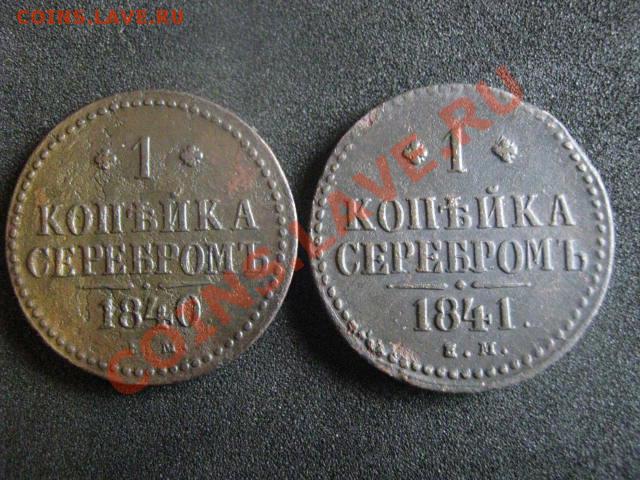 COINS.LAVE.RU
1
КОПѢЙКА
СЕРЕБРОМЪ
1840
М
1
КОПѢЙКА
СЕРЕБРОМЪ
1841.
Е.М.
COINS.LAVE.RU